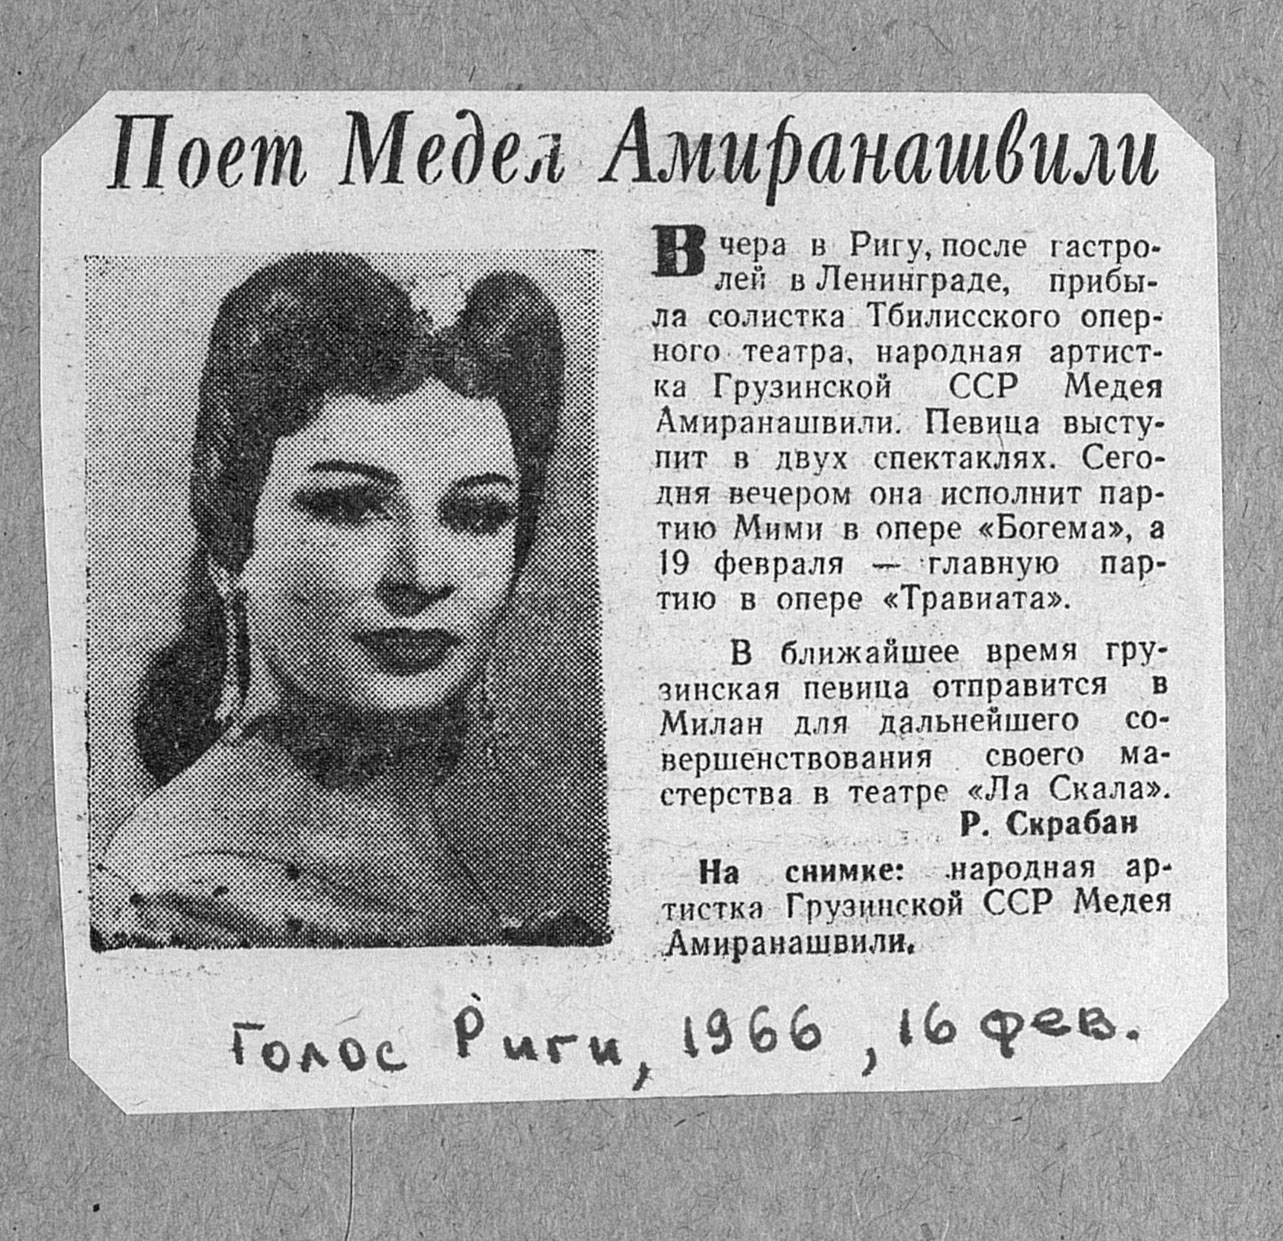 Поет Медея Амиранашвили
Вчера в Ригу, после гастро-
лей в Ленинграде, прибы-
ла солистка Тбилисского опер-
ного театра, народная артист-
ка Грузинской ССР Медея
Амиранашвили. Певица высту-
пит в двух спектаклях. Сего-
дня вечером она исполнит пар-
тию Мими в опере «Богема», а
19 февраля — главную пар-
тию в опере «Травиата».
В ближайшее время гру-
зинская певица отправится в
Милан для дальнейшего со-
вершенствования своего ма-
стерства в театре «Ла Скала».
Р. Скрабан
На снимке: народная ар-
тистка Грузинской ССР Медея
Амиранашвили.
Голос Риги, 1966, 16 фев.